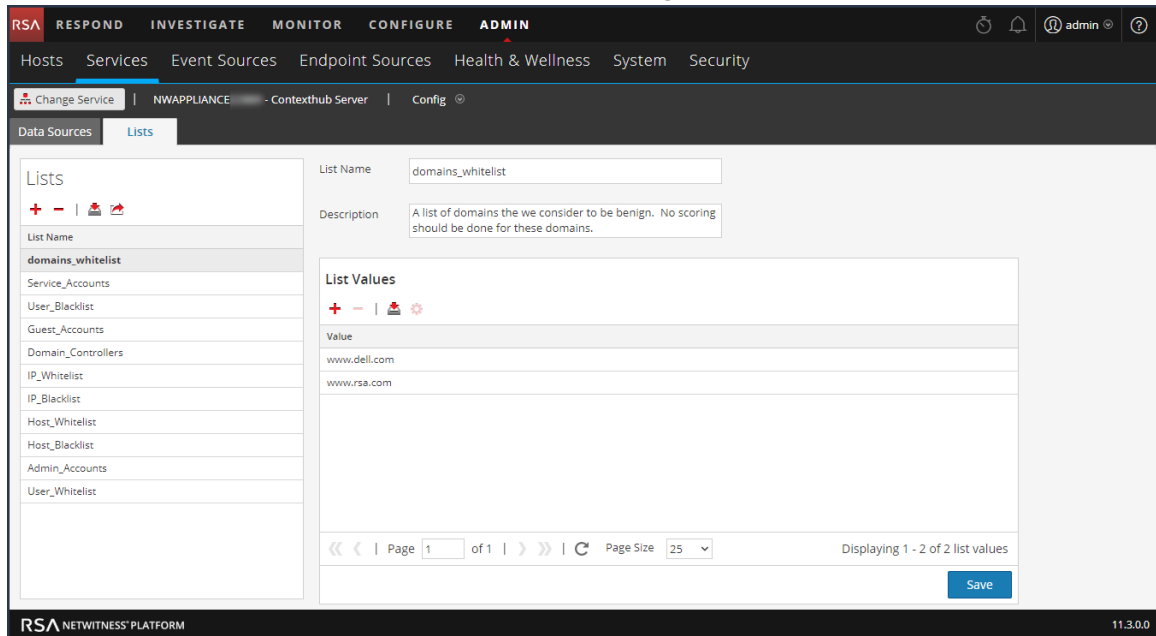 RSA RESPOND INVESTIGATE MONITOR CONFIGURE ADMIN admin
Hosts Services Event Sources Endpoint Sources Health & Wellness System Security
Change Service | NWAPPLIANCE - Contexthub Server | Config
Data Sources Lists
Lists
List Name
domains_whitelist
Service_Accounts
User_Blacklist
Guest_Accounts
Domain_Controllers
IP_Whitelist
IP_Blacklist
Host_Whitelist
Host_Blacklist
Admin_Accounts
User_Whitelist
List Name domains_whitelist
Description A list of domains the we consider to be benign. No scoring
should be done for these domains.
List Values
Value
www.dell.com
www.rsa.com
Page 1 of 1 | Page Size 25 Displaying 1 - 2 of 2 list values
Save
RSA NETWITNESS® PLATFORM 11.3.0.0